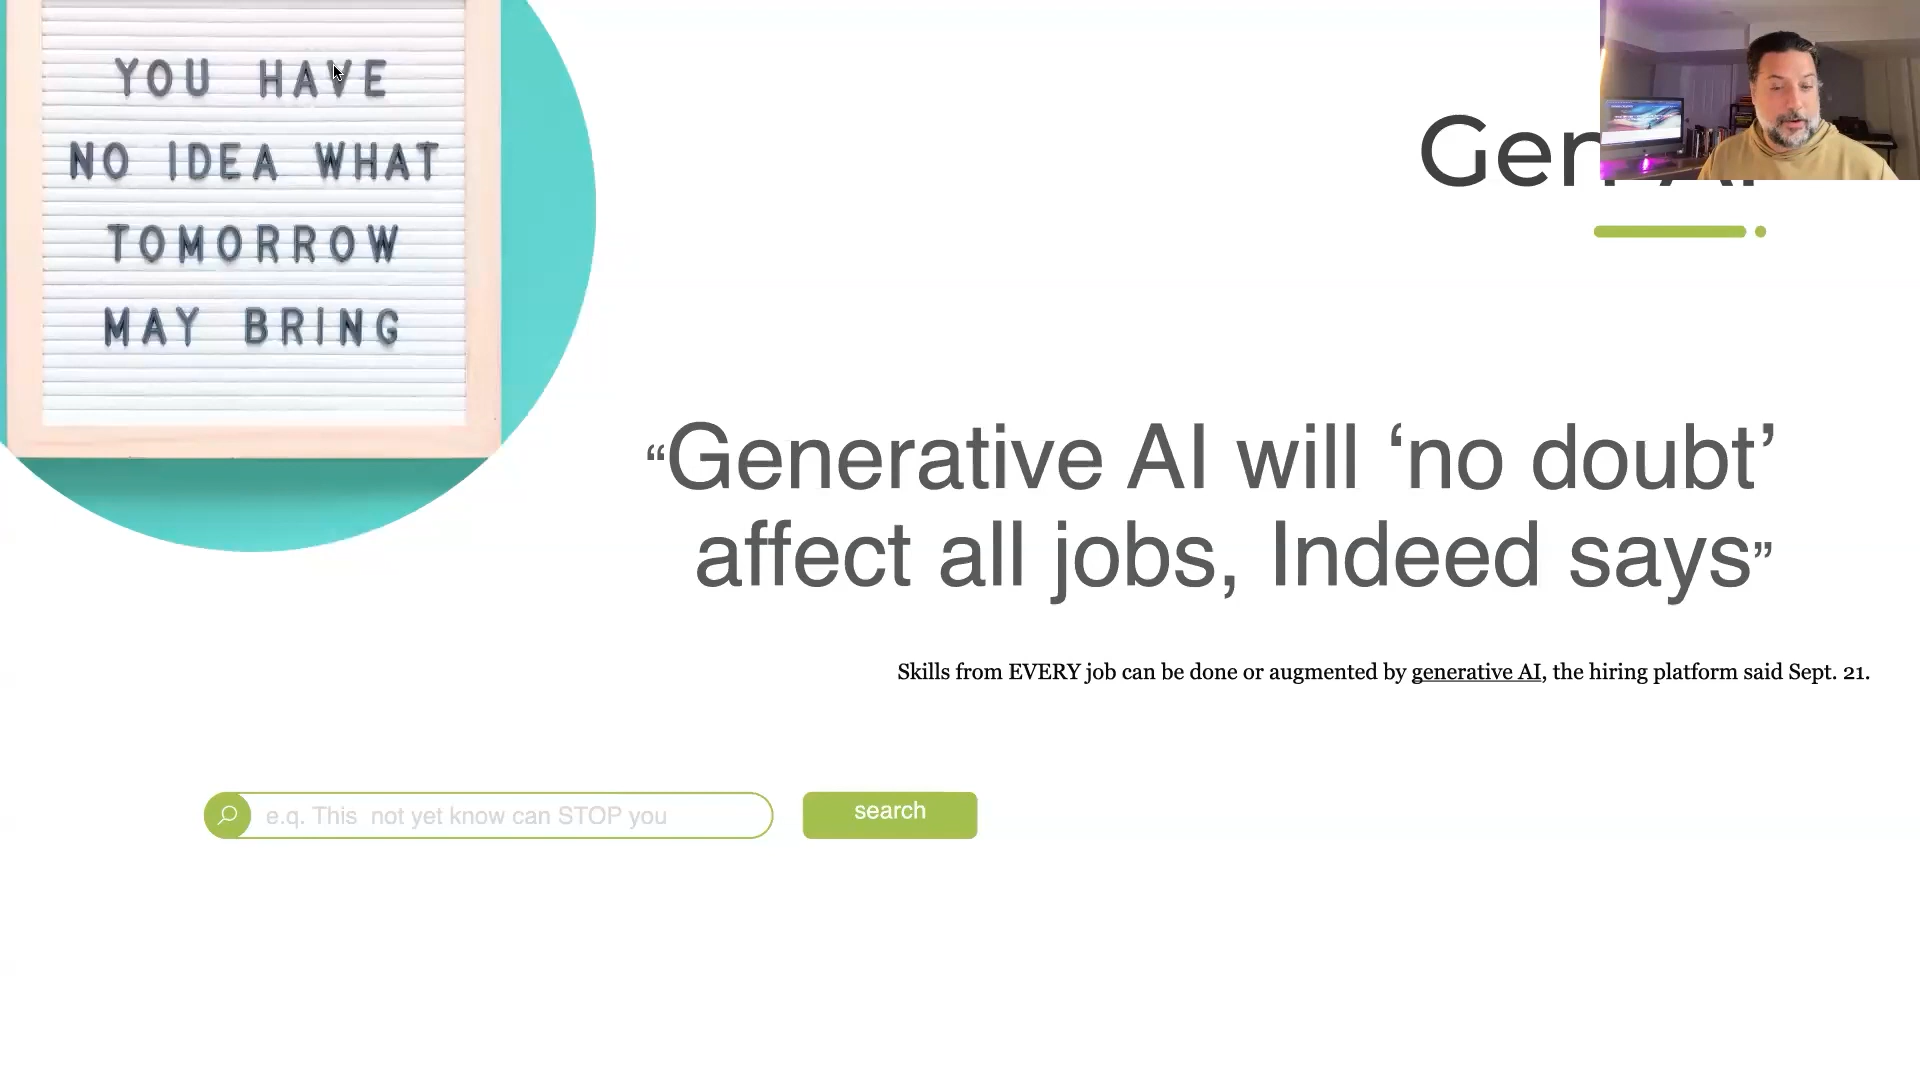 YOU HAVE
NO IDEA WHAT
TOMORROW
MAY BRING
“Generative AI will ‘no doubt’
affect all jobs, Indeed says”
Skills from EVERY job can be done or augmented by generative AI, the hiring platform said Sept. 21.
e.q. This  not yet know can STOP you
search